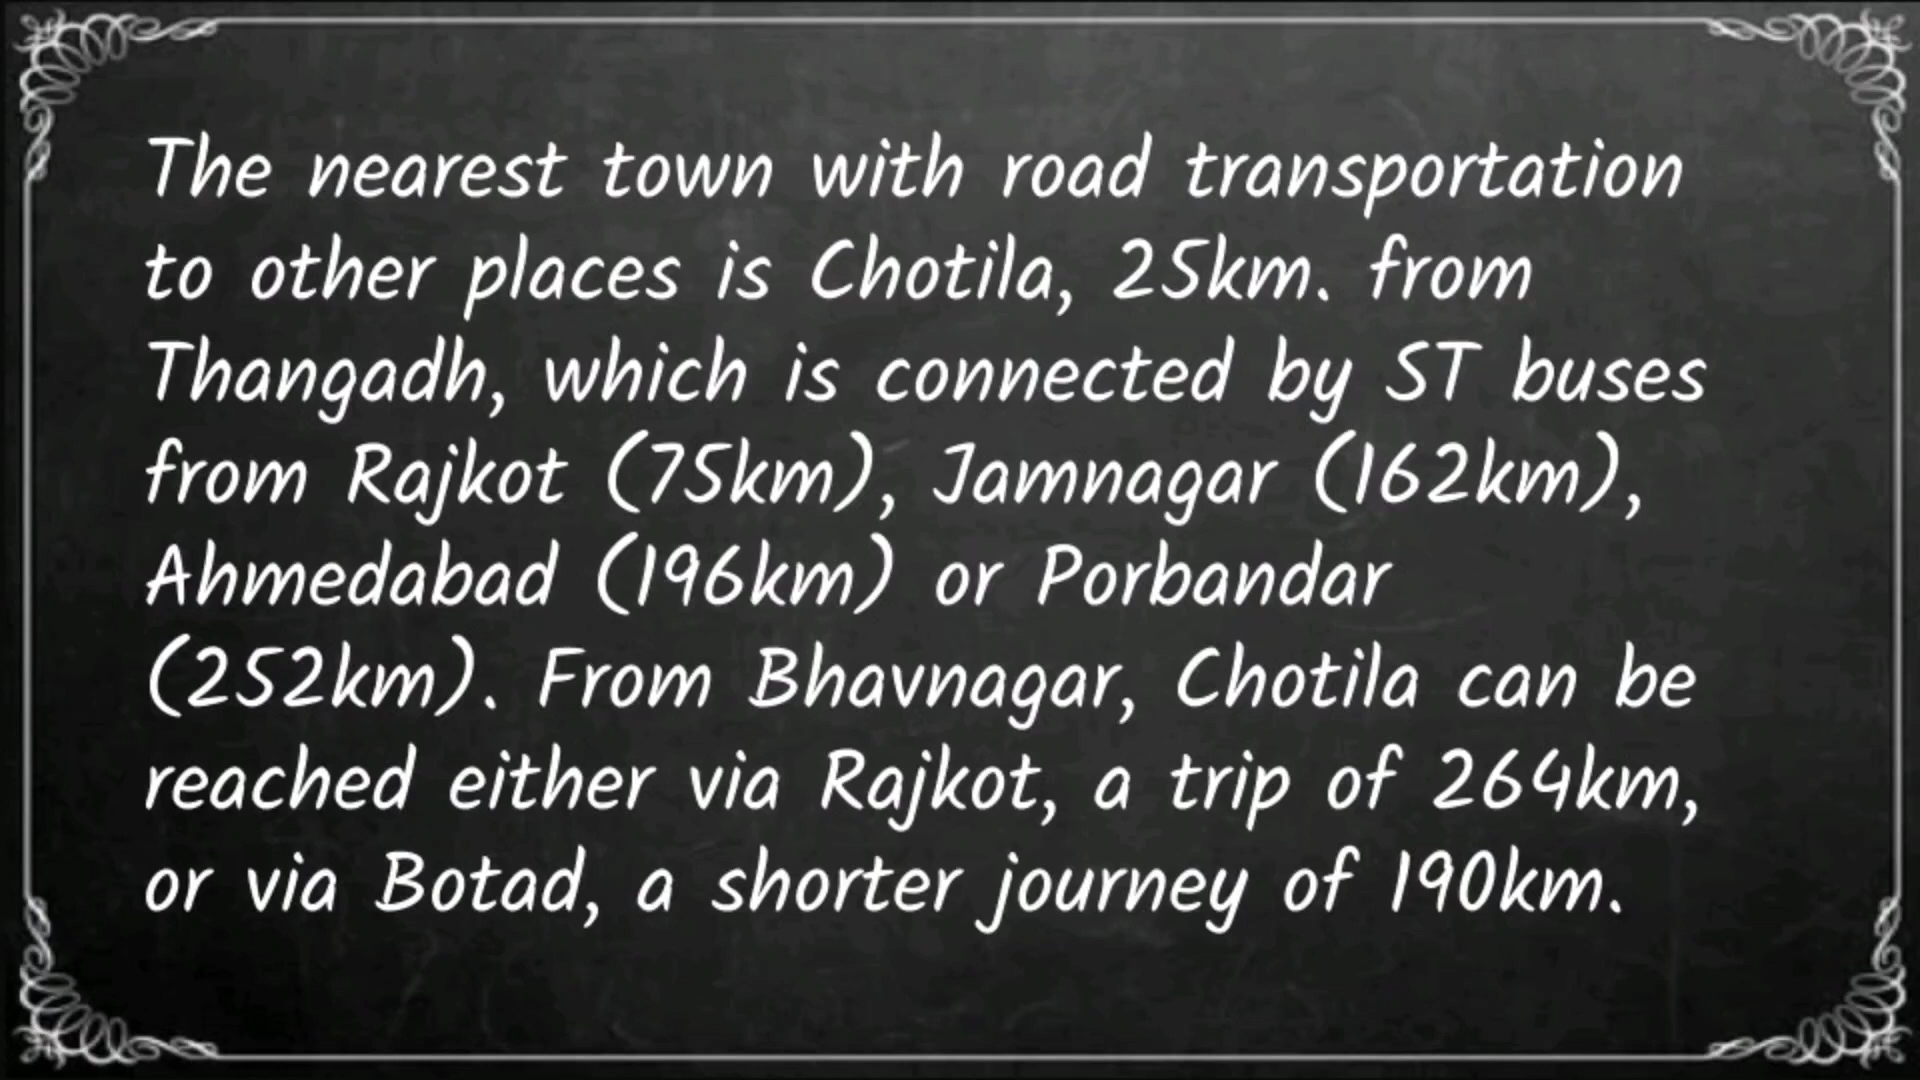 The nearest town with road transportation
to other places is Chotila, 25km. from
Thangadh, which is connected by ST buses
from Rajkot (75km), Jamnagar (162km),
Ahmedabad (196km) or Porbandar
(252km). From Bhavnagar, Chotila can be
reached either via Rajkot, a trip of 264km,
or via Botad, a shorter journey of 190km.